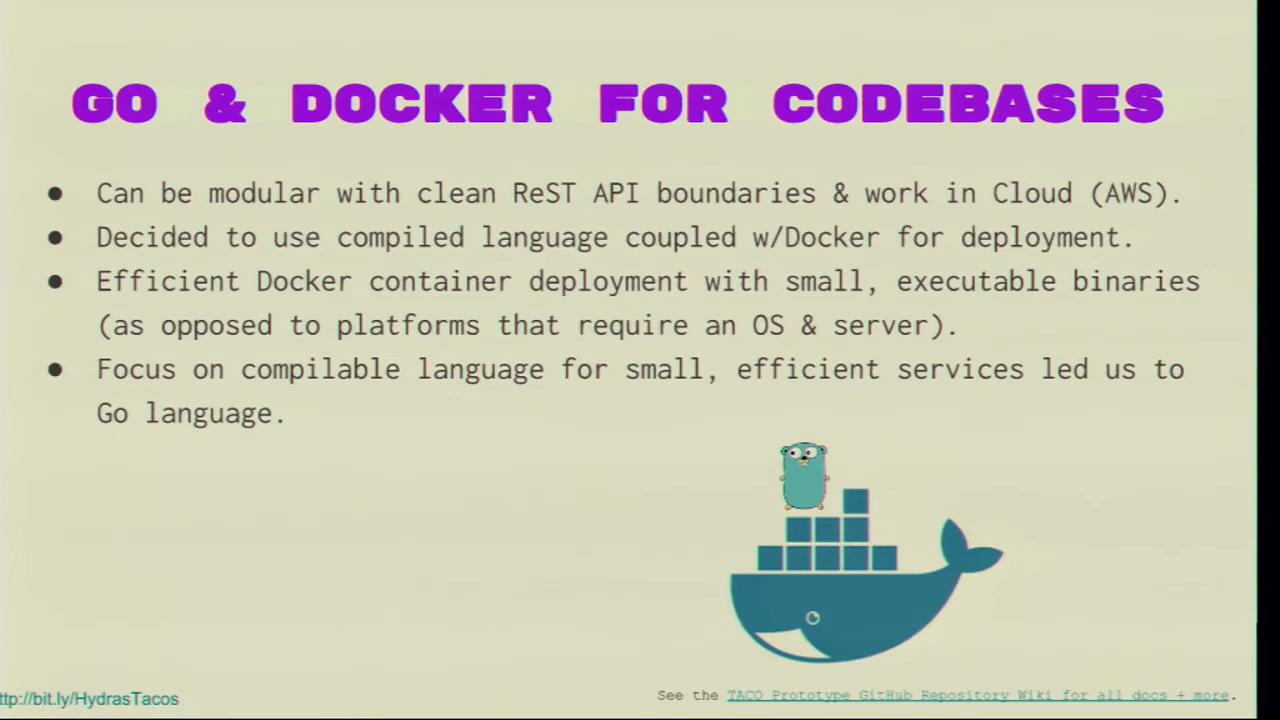 GO & DOCKER FOR CODEBASES
● Can be modular with clean ReST API boundaries & work in Cloud (AWS).
● Decided to use compiled language coupled w/Docker for deployment.
● Efficient Docker container deployment with small, executable binaries
(as opposed to platforms that require an OS & server).
● Focus on compilable language for small, efficient services led us to
Go language.
ttp://bit.ly/HydrasTacos
See the TACO Prototype GitHub Repository Wiki for all docs + more.